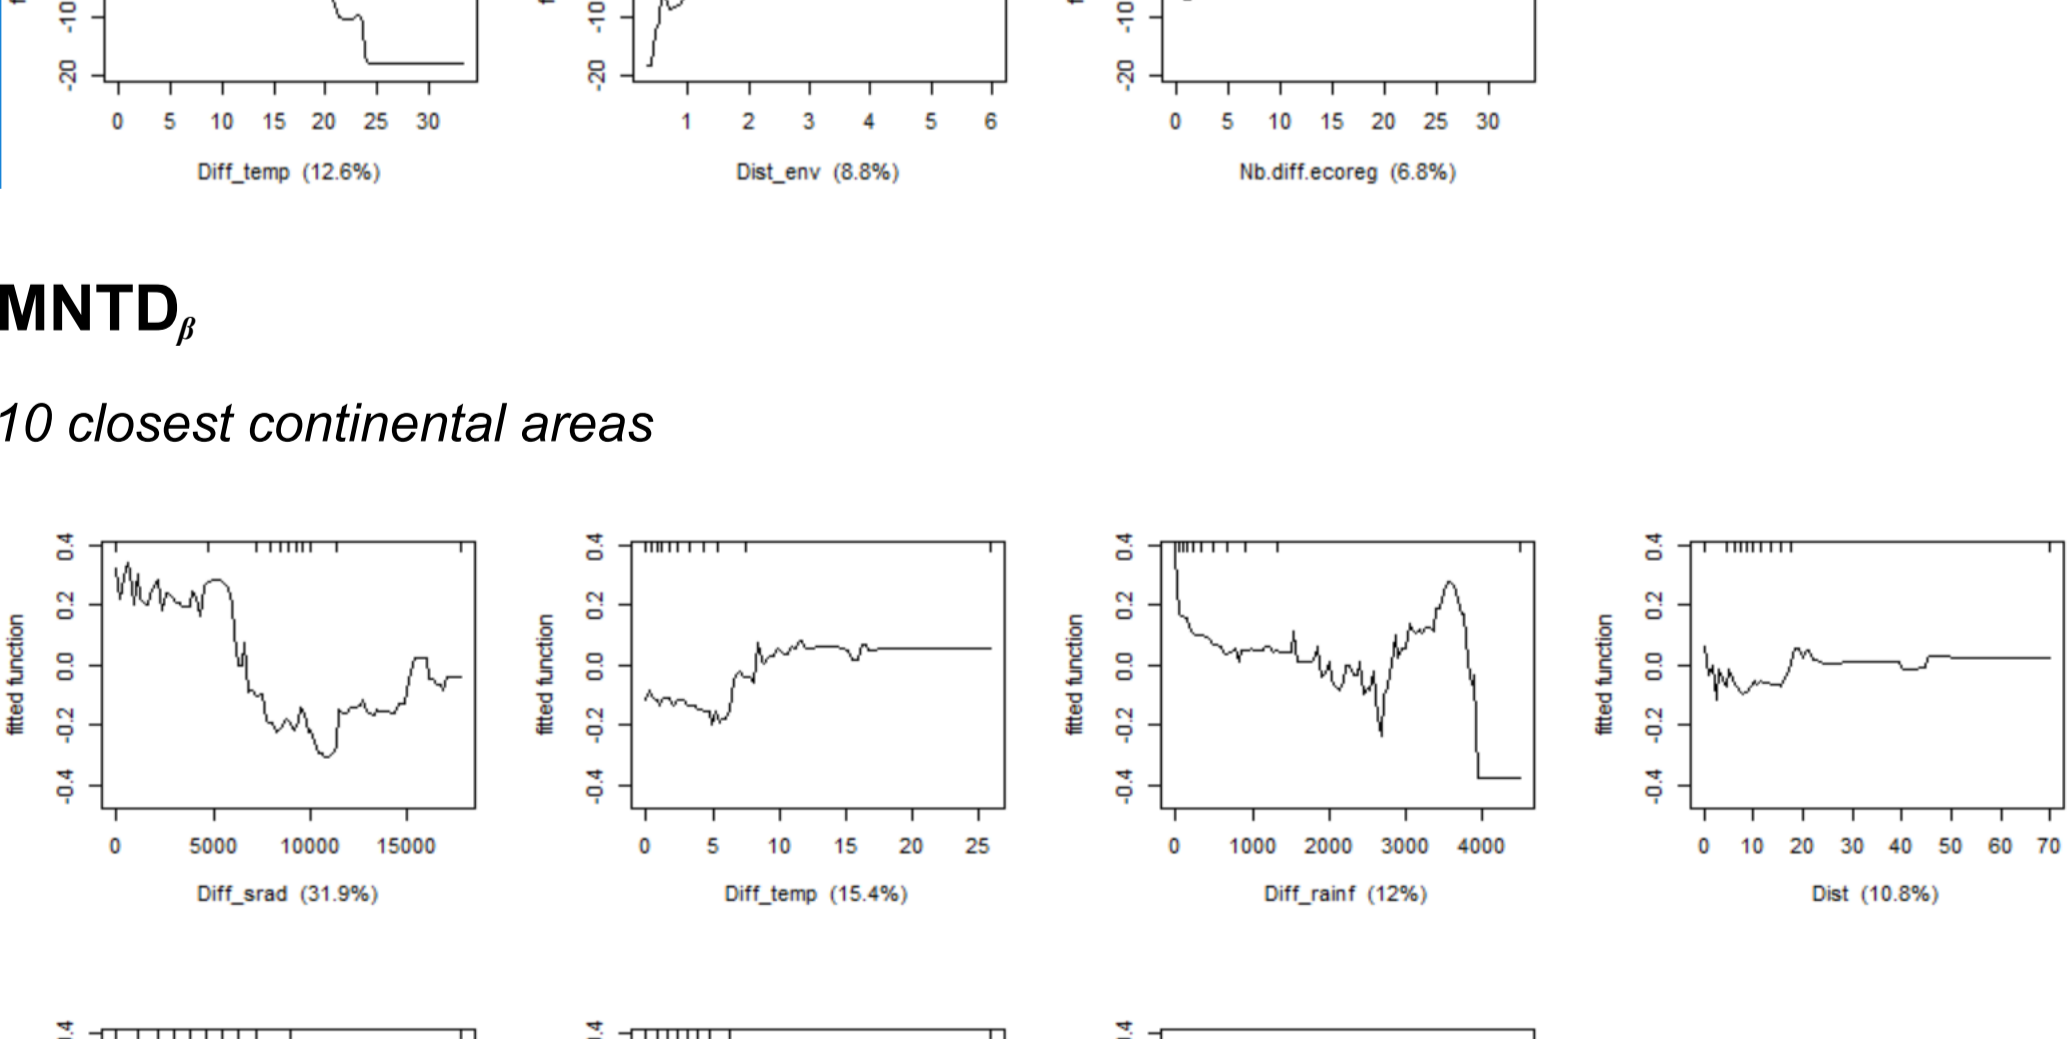 -10 -10 -10
-20 -20 -20
0 5 10 15 20 25 30 1 2 3 4 5 6 0 5 10 15 20 25 30
Diff_temp (12.6%) Dist_env (8.8%) Nb.diff.ecoreg (6.8%)
MNTDβ
10 closest continental areas
fitted function -0.4 -0.2 0.0 0.2 0.4
0 5000 10000 15000
Diff_srad (31.9%)
fitted function -0.4 -0.2 0.0 0.2 0.4
0 5 10 15 20 25
Diff_temp (15.4%)
fitted function -0.4 -0.2 0.0 0.2 0.4
0 1000 2000 3000 4000
Diff_rainf (12%)
fitted function -0.4 -0.2 0.0 0.2 0.4
0 10 20 30 40 50 60 70
Dist (10.8%)